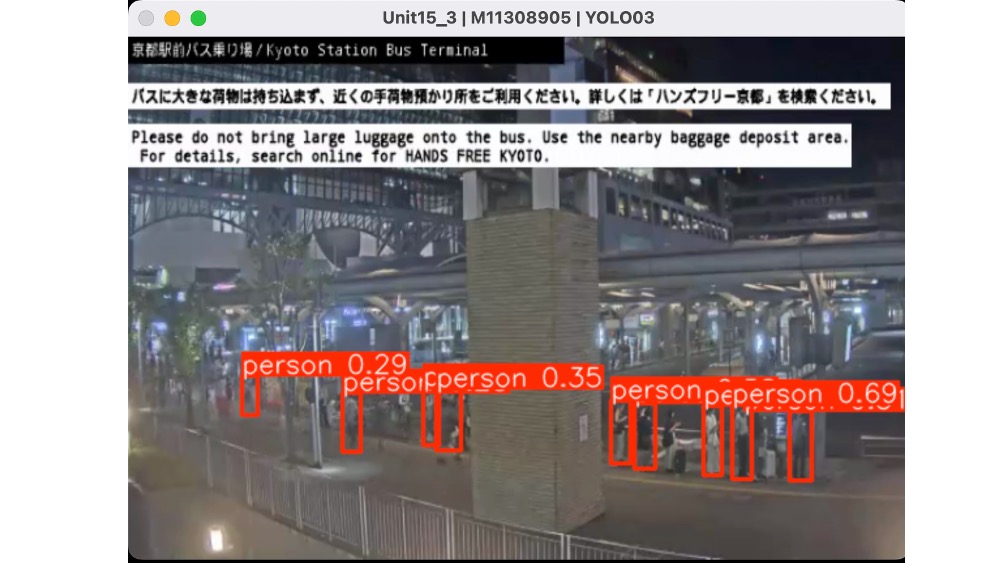 Unit15_3 | M11308905 | YOLO03
京都駅前バス乗り場/Kyoto Station Bus Terminal
バスに大きな荷物は持ち込まず、近くの手荷物預かり所をご利用ください。詳しくは「ハンズフリー京都」を検索ください。
Please do not bring large luggage onto the bus. Use the nearby baggage deposit area.
For details, search online for HANDS FREE KYOTO.
person 0.29
person 0.35
person
person 0.69